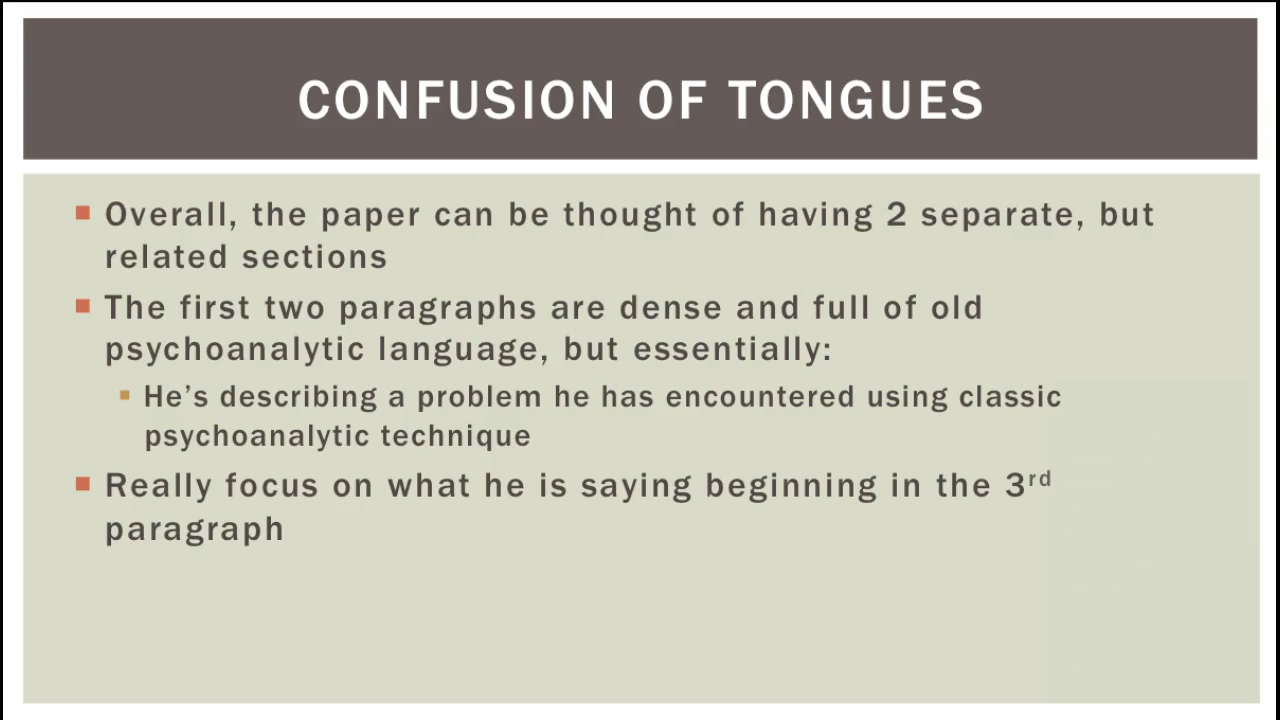 CONFUSION OF TONGUES
Overall, the paper can be thought of having 2 separate, but
related sections
The first two paragraphs are dense and full of old
psychoanalytic language, but essentially:
He’s describing a problem he has encountered using classic
psychoanalytic technique
Really focus on what he is saying beginning in the 3rd
paragraph